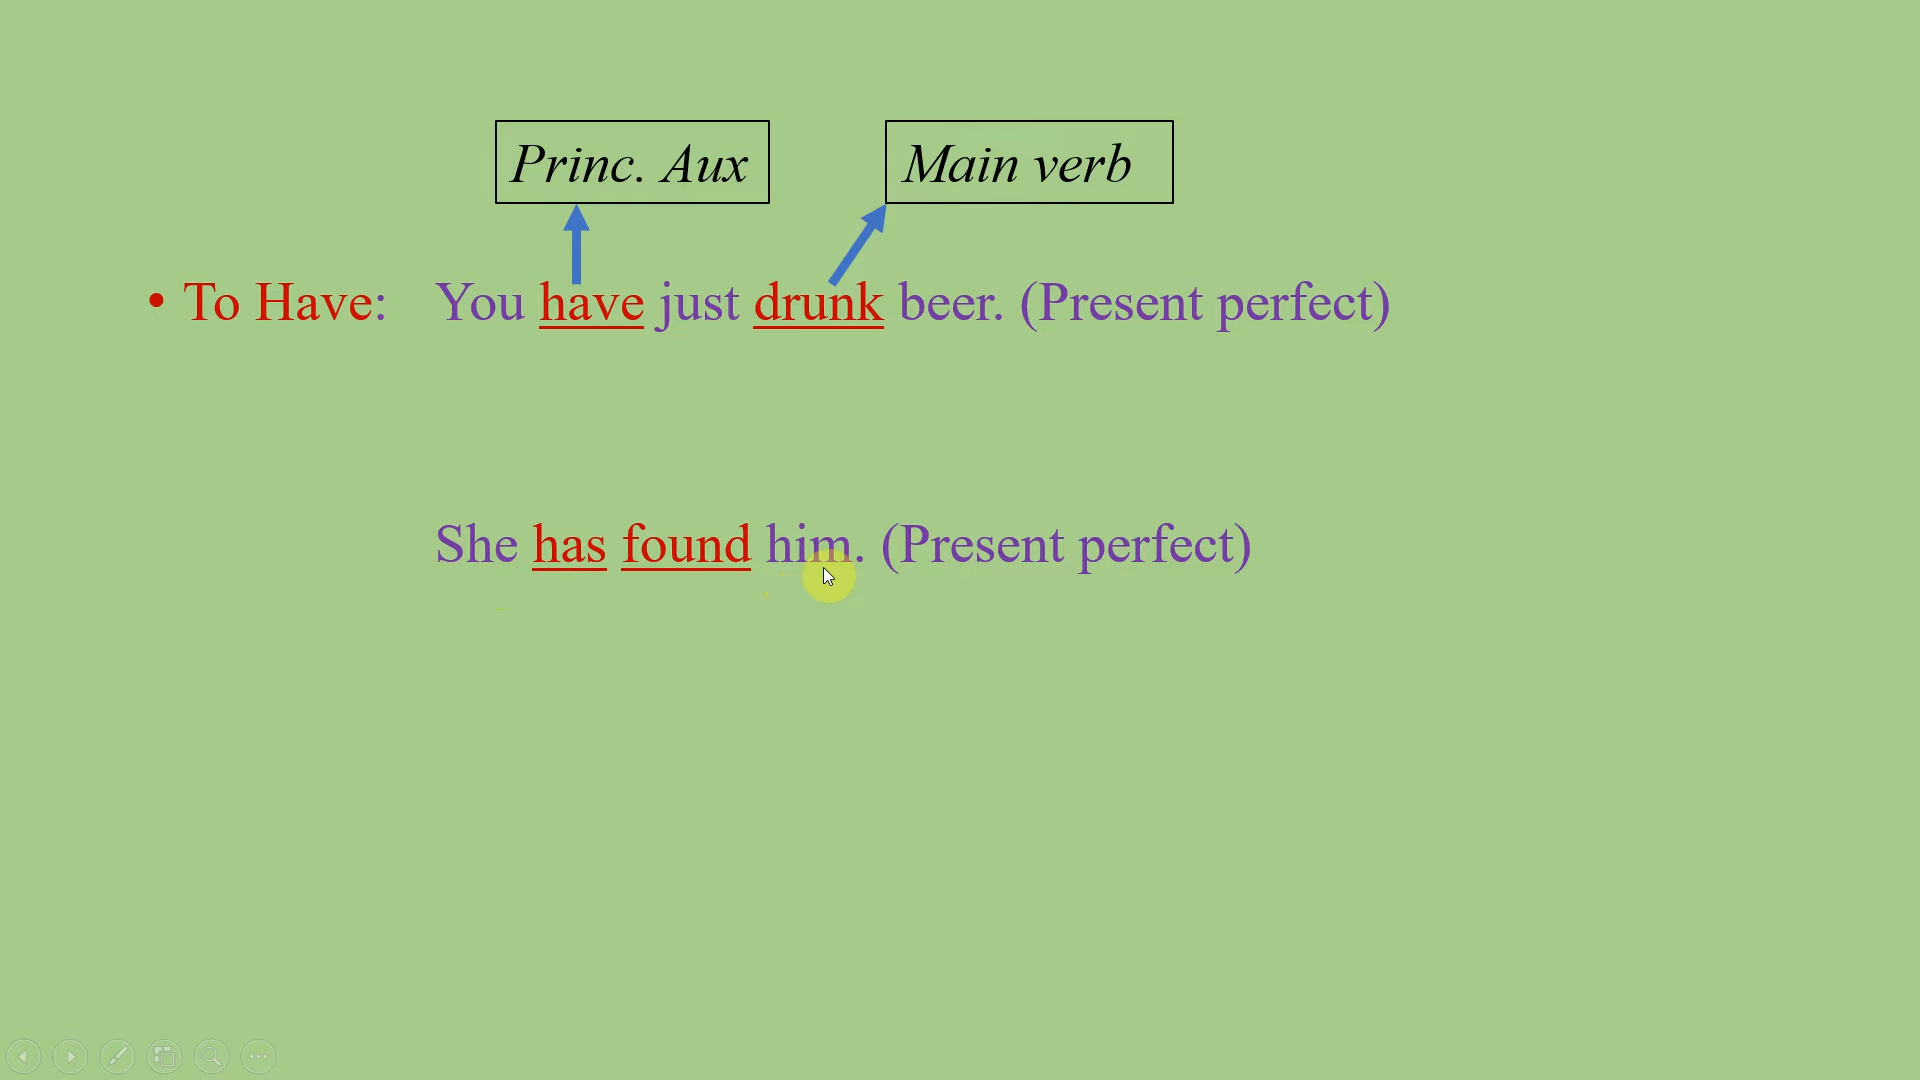 Princ. Aux
Main verb
• To Have: You have just drunk beer. (Present perfect)
She has found him. (Present perfect)